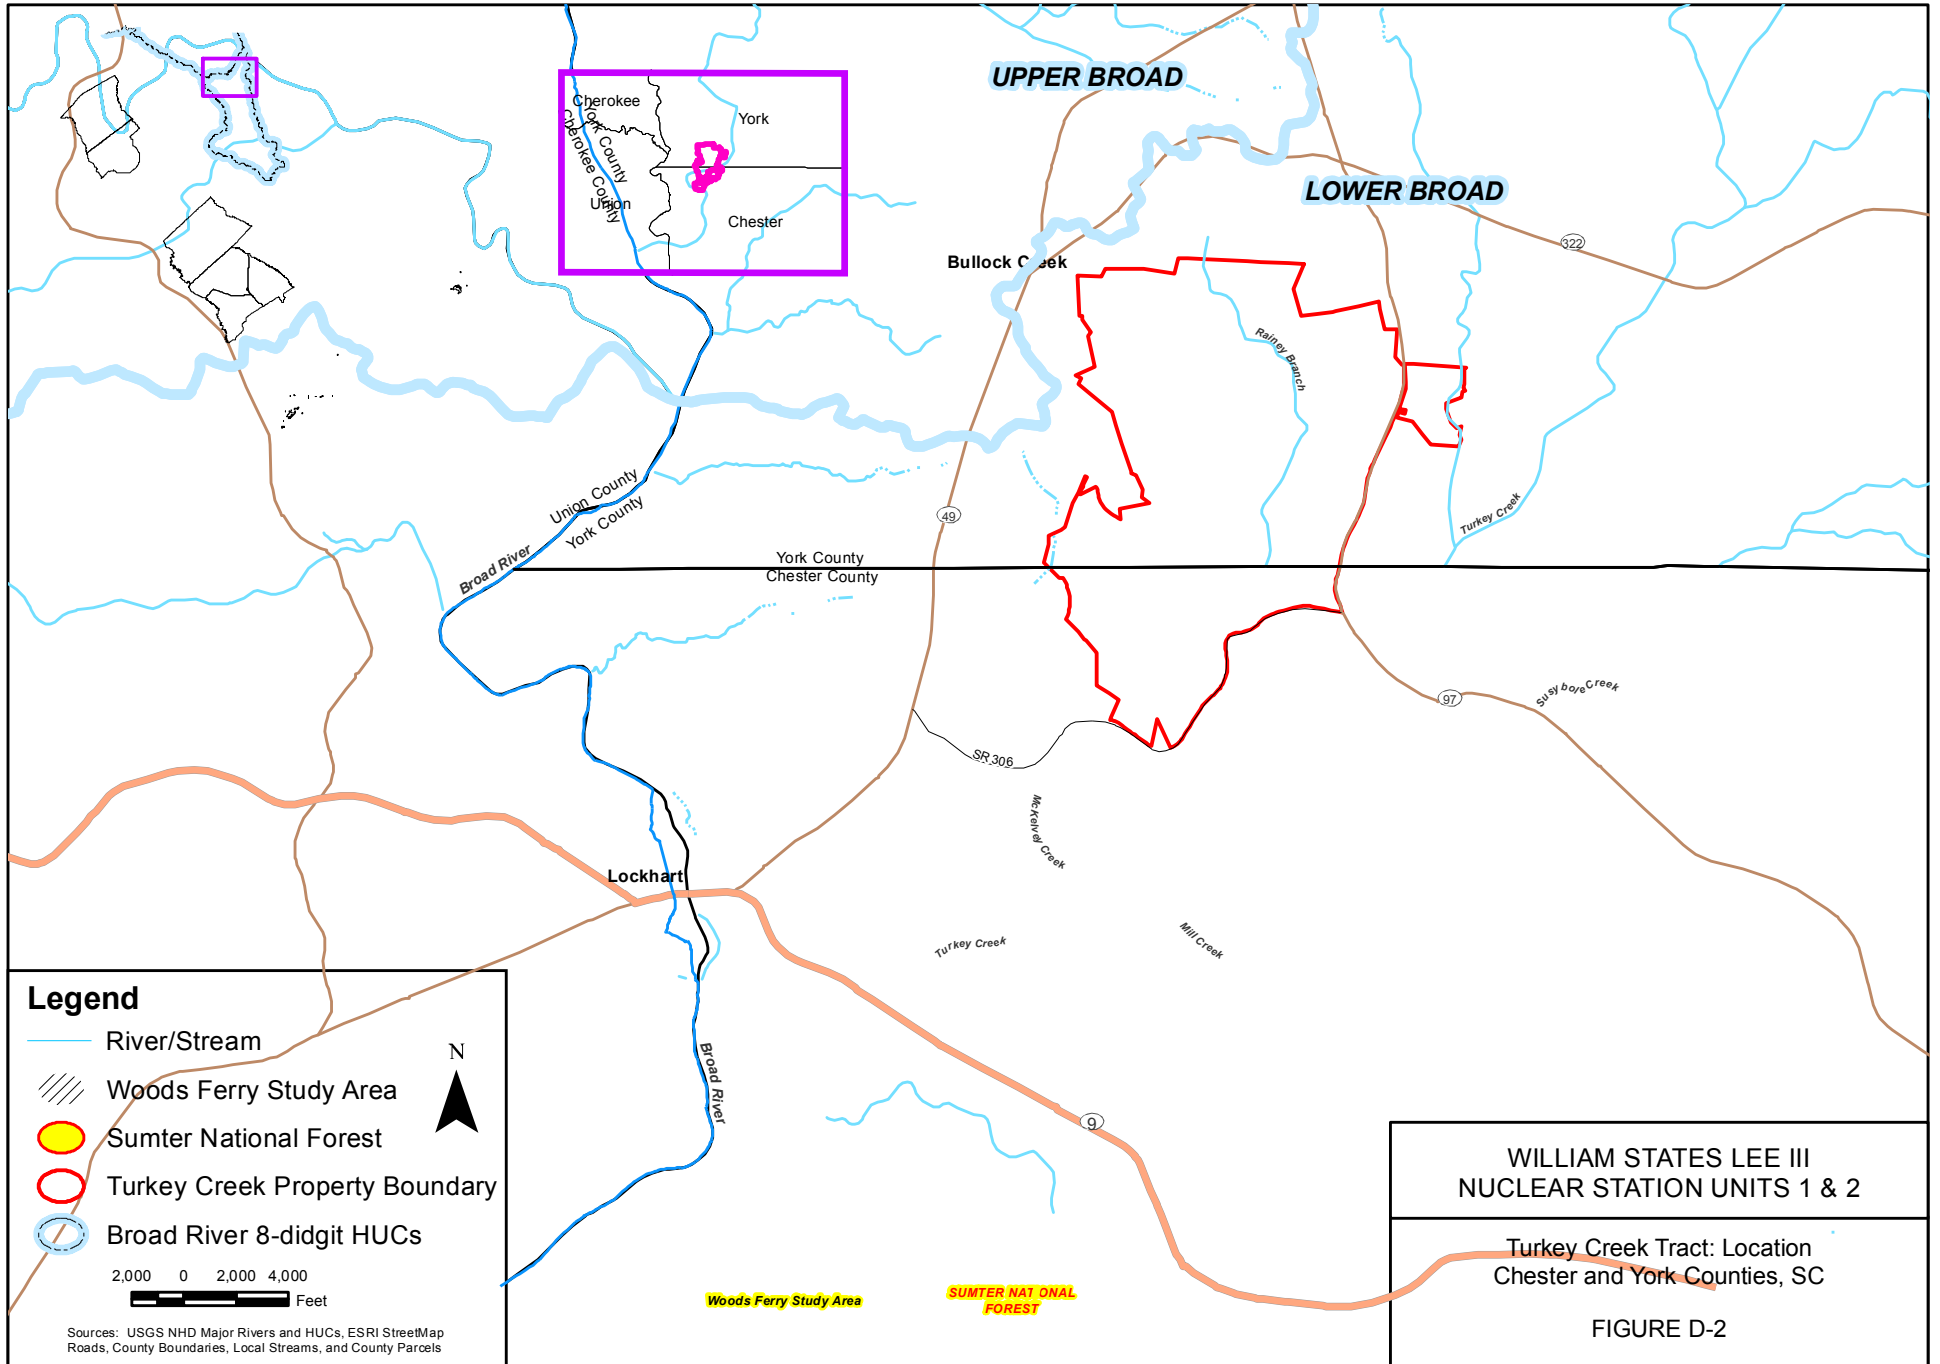 UPPER BROAD
Cherokee
York
York County
Cherokee County
Union
Chester
LOWER BROAD
322
Bullock Creek
Rainey Branch
Union County
York County
49
Turkey Creek
Broad River
York County
Chester County
Susybole Creek
97
SR 306
McKelvey Creek
Lockhart
Turkey Creek
Mill Creek
Broad River
9
Woods Ferry Study Area
SUMTER NAT ONAL
FOREST
Legend
River/Stream
N
Woods Ferry Study Area
Sumter National Forest
Turkey Creek Property Boundary
Broad River 8-didgit HUCs
2,000 0 2,000 4,000
Feet
Sources: USGS NHD Major Rivers and HUCs, ESRI StreetMap
Roads, County Boundaries, Local Streams, and County Parcels
WILLIAM STATES LEE III
NUCLEAR STATION UNITS 1 & 2
Turkey Creek Tract: Location
Chester and York Counties, SC
FIGURE D-2